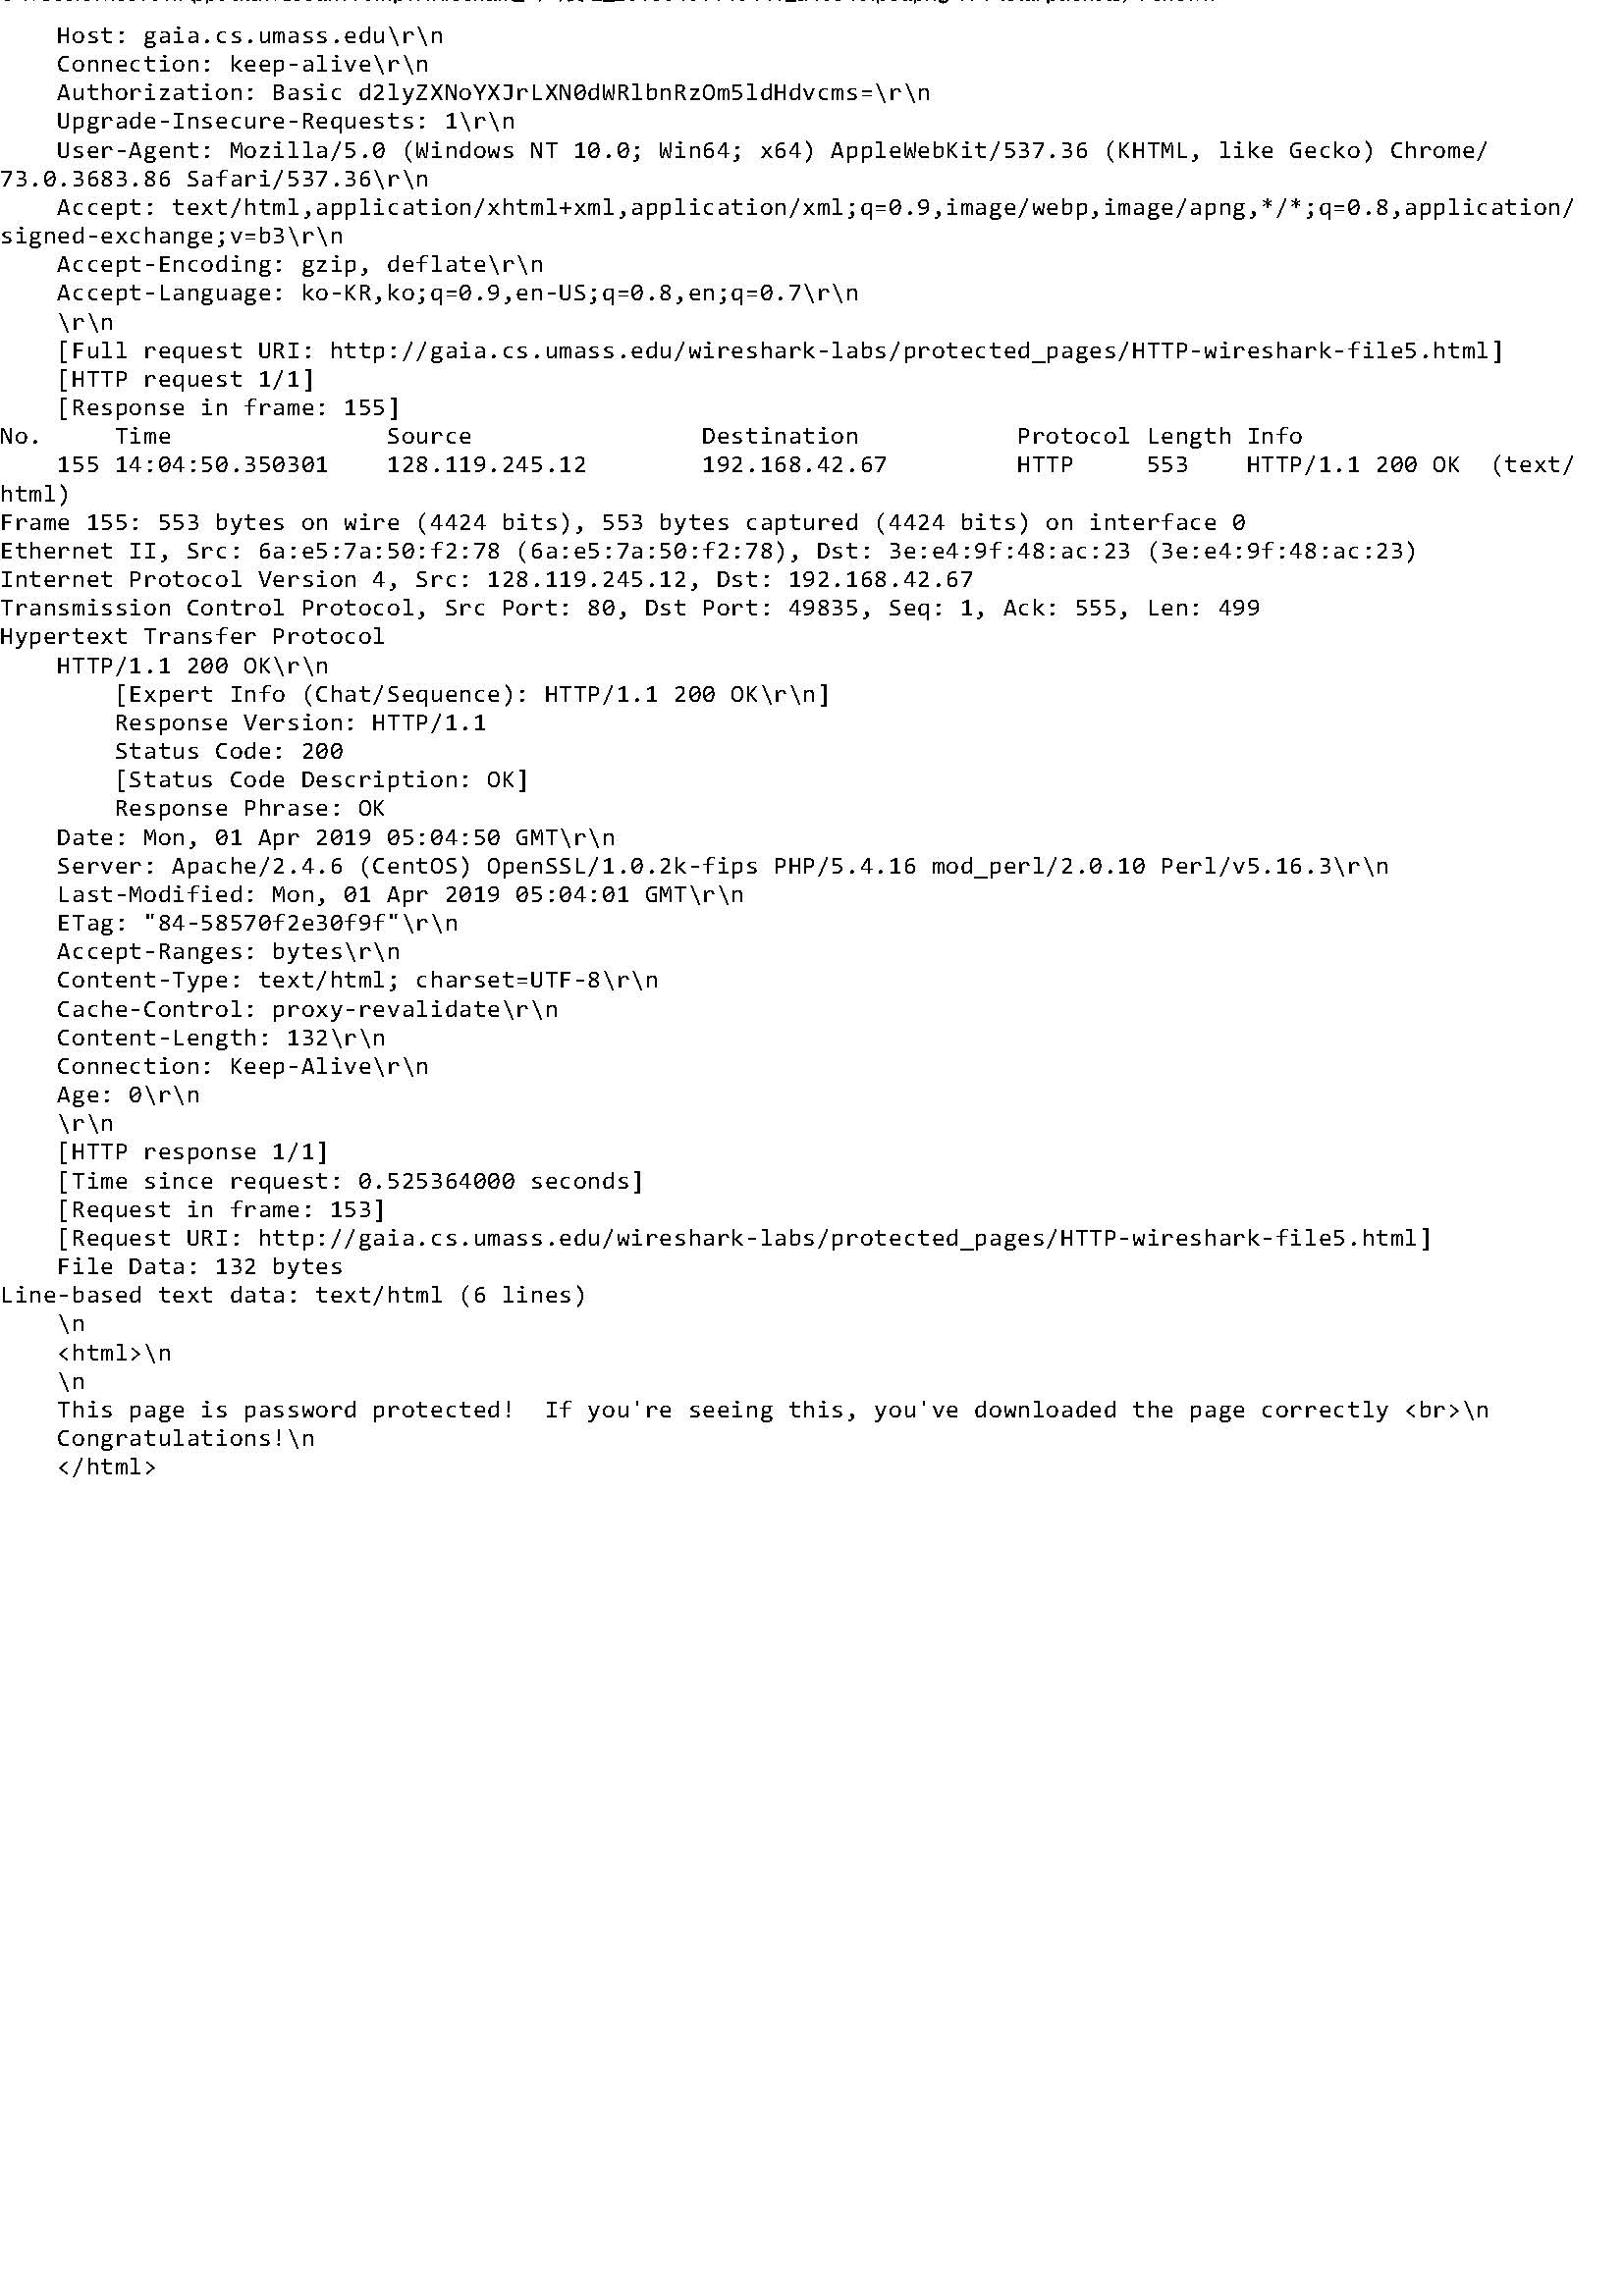 Host: gaia.cs.umass.edu\r\n
Connection: keep-alive\r\n
Authorization: Basic d2lyZXNoYXJrLXN0dWRlbnRzOm5ldHdvcms=\r\n
Upgrade-Insecure-Requests: 1\r\n
User-Agent: Mozilla/5.0 (Windows NT 10.0; Win64; x64) AppleWebKit/537.36 (KHTML, like Gecko) Chrome/
73.0.3683.86 Safari/537.36\r\n
Accept: text/html,application/xhtml+xml,application/xml;q=0.9,image/webp,image/apng,*/*;q=0.8,application/
signed-exchange;v=b3\r\n
Accept-Encoding: gzip, deflate\r\n
Accept-Language: ko-KR,ko;q=0.9,en-US;q=0.8,en;q=0.7\r\n
\r\n
[Full request URI: http://gaia.cs.umass.edu/wireshark-labs/protected_pages/HTTP-wireshark-file5.html]
[HTTP request 1/1]
[Response in frame: 155]
No. Time Source Destination Protocol Length Info
155 14:04:50.350301 128.119.245.12 192.168.42.67 HTTP 553 HTTP/1.1 200 OK (text/
html)
Frame 155: 553 bytes on wire (4424 bits), 553 bytes captured (4424 bits) on interface 0
Ethernet II, Src: 6a:e5:7a:50:f2:78 (6a:e5:7a:50:f2:78), Dst: 3e:e4:9f:48:ac:23 (3e:e4:9f:48:ac:23)
Internet Protocol Version 4, Src: 128.119.245.12, Dst: 192.168.42.67
Transmission Control Protocol, Src Port: 80, Dst Port: 49835, Seq: 1, Ack: 555, Len: 499
Hypertext Transfer Protocol
HTTP/1.1 200 OK\r\n
[Expert Info (Chat/Sequence): HTTP/1.1 200 OK\r\n]
Response Version: HTTP/1.1
Status Code: 200
[Status Code Description: OK]
Response Phrase: OK
Date: Mon, 01 Apr 2019 05:04:50 GMT\r\n
Server: Apache/2.4.6 (CentOS) OpenSSL/1.0.2k-fips PHP/5.4.16 mod_perl/2.0.10 Perl/v5.16.3\r\n
Last-Modified: Mon, 01 Apr 2019 05:04:01 GMT\r\n
ETag: "84-58570f2e30f9f"\r\n
Accept-Ranges: bytes\r\n
Content-Type: text/html; charset=UTF-8\r\n
Cache-Control: proxy-revalidate\r\n
Content-Length: 132\r\n
Connection: Keep-Alive\r\n
Age: 0\r\n
\r\n
[HTTP response 1/1]
[Time since request: 0.525364000 seconds]
[Request in frame: 153]
[Request URI: http://gaia.cs.umass.edu/wireshark-labs/protected_pages/HTTP-wireshark-file5.html]
File Data: 132 bytes
Line-based text data: text/html (6 lines)
\n
<html>\n
\n
This page is password protected!  If you're seeing this, you've downloaded the page correctly <br>\n
Congratulations!\n
</html>